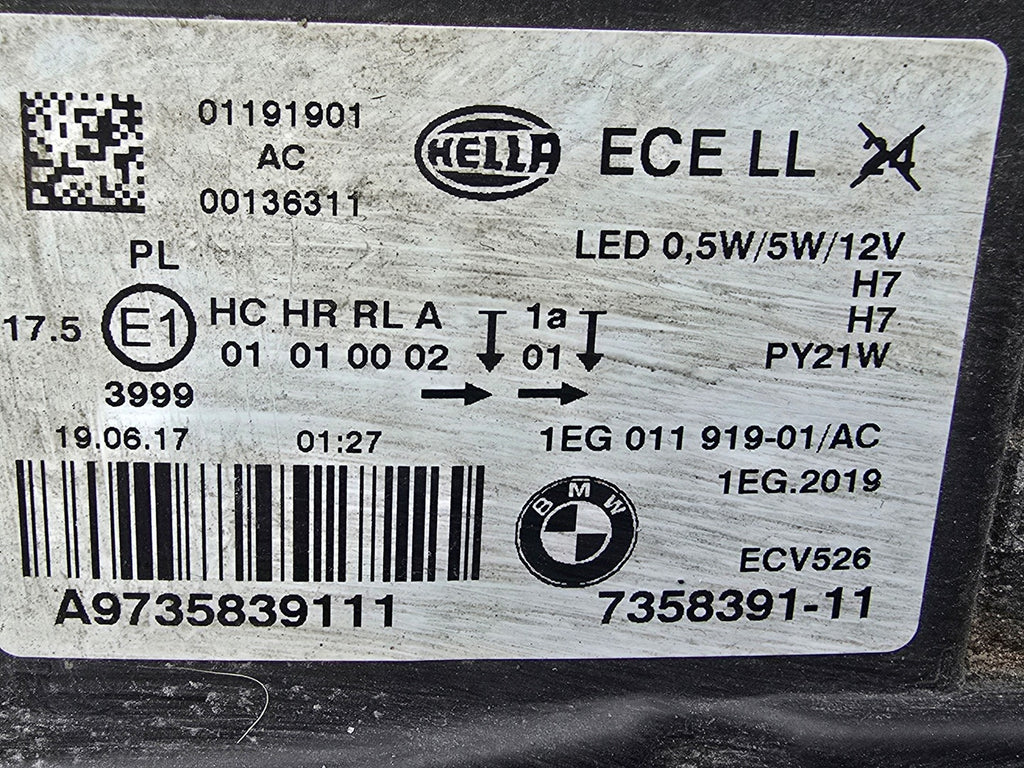 01191901
AC
00136311
HELLA
ECE LL 24
LED 0,5W/5W/12V
H7
H7
PY21W
PL
17.5 E1 HC HR RL A 1a
01 01 00 02 01
3999
19.06.17 01:27
1EG 011 919-01/AC
1EG.2019
BMW
ECV526
A9735839111
7358391-11